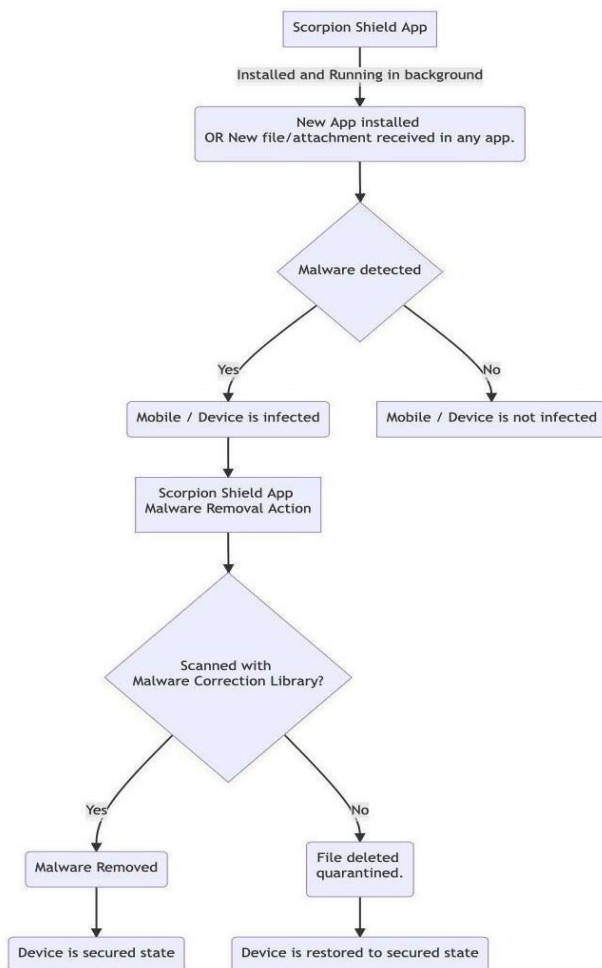 Scorpion Shield App
Installed and Running in background
New App installed
OR New file/attachment received in any app.
Malware detected
Yes
No
Mobile / Device is infected
Mobile / Device is not infected
Scorpion Shield App
Malware Removal Action
Scanned with
Malware Correction Library?
Yes
No
Malware Removed
File deleted
quarantined.
Device is secured state
Device is restored to secured state